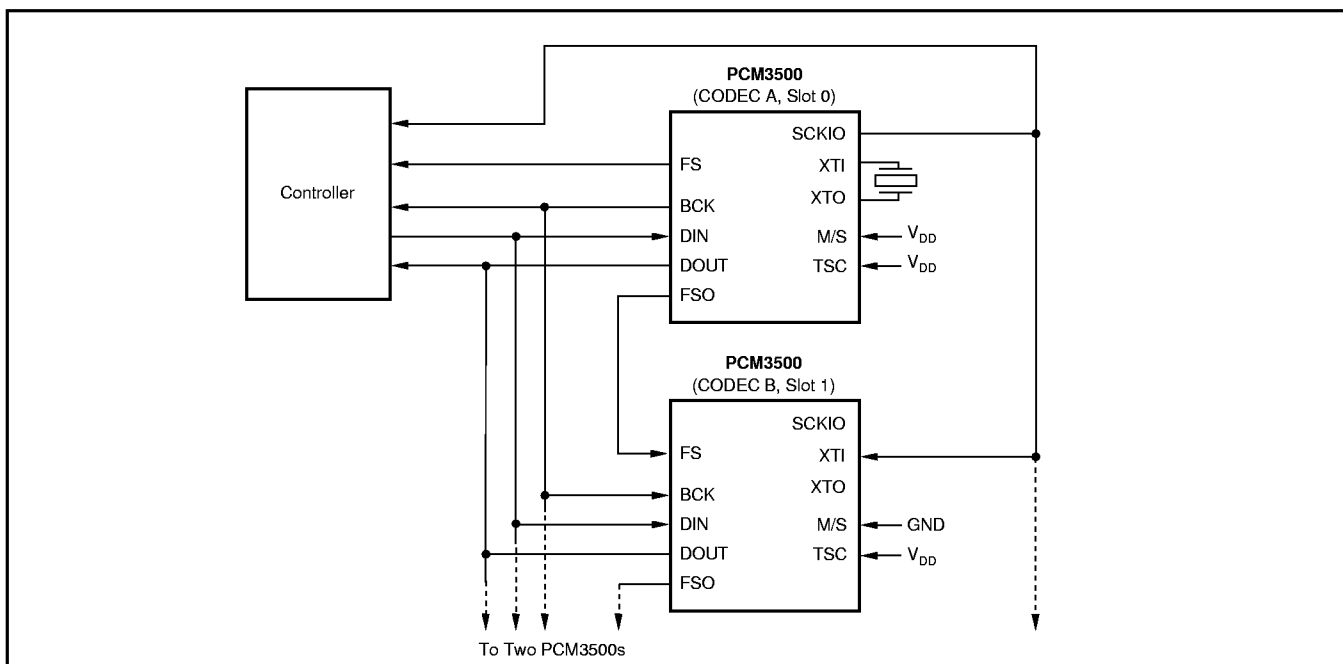 PCM3500
(CODEC A, Slot 0)
Controller
FS
BCK
DIN
DOUT
FSO
SCKIO
XTI
XTO
M/S
TSC
VDD
VDD
PCM3500
(CODEC B, Slot 1)
FS
BCK
DIN
DOUT
FSO
SCKIO
XTI
XTO
M/S
TSC
GND
VDD
To Two PCM3500s